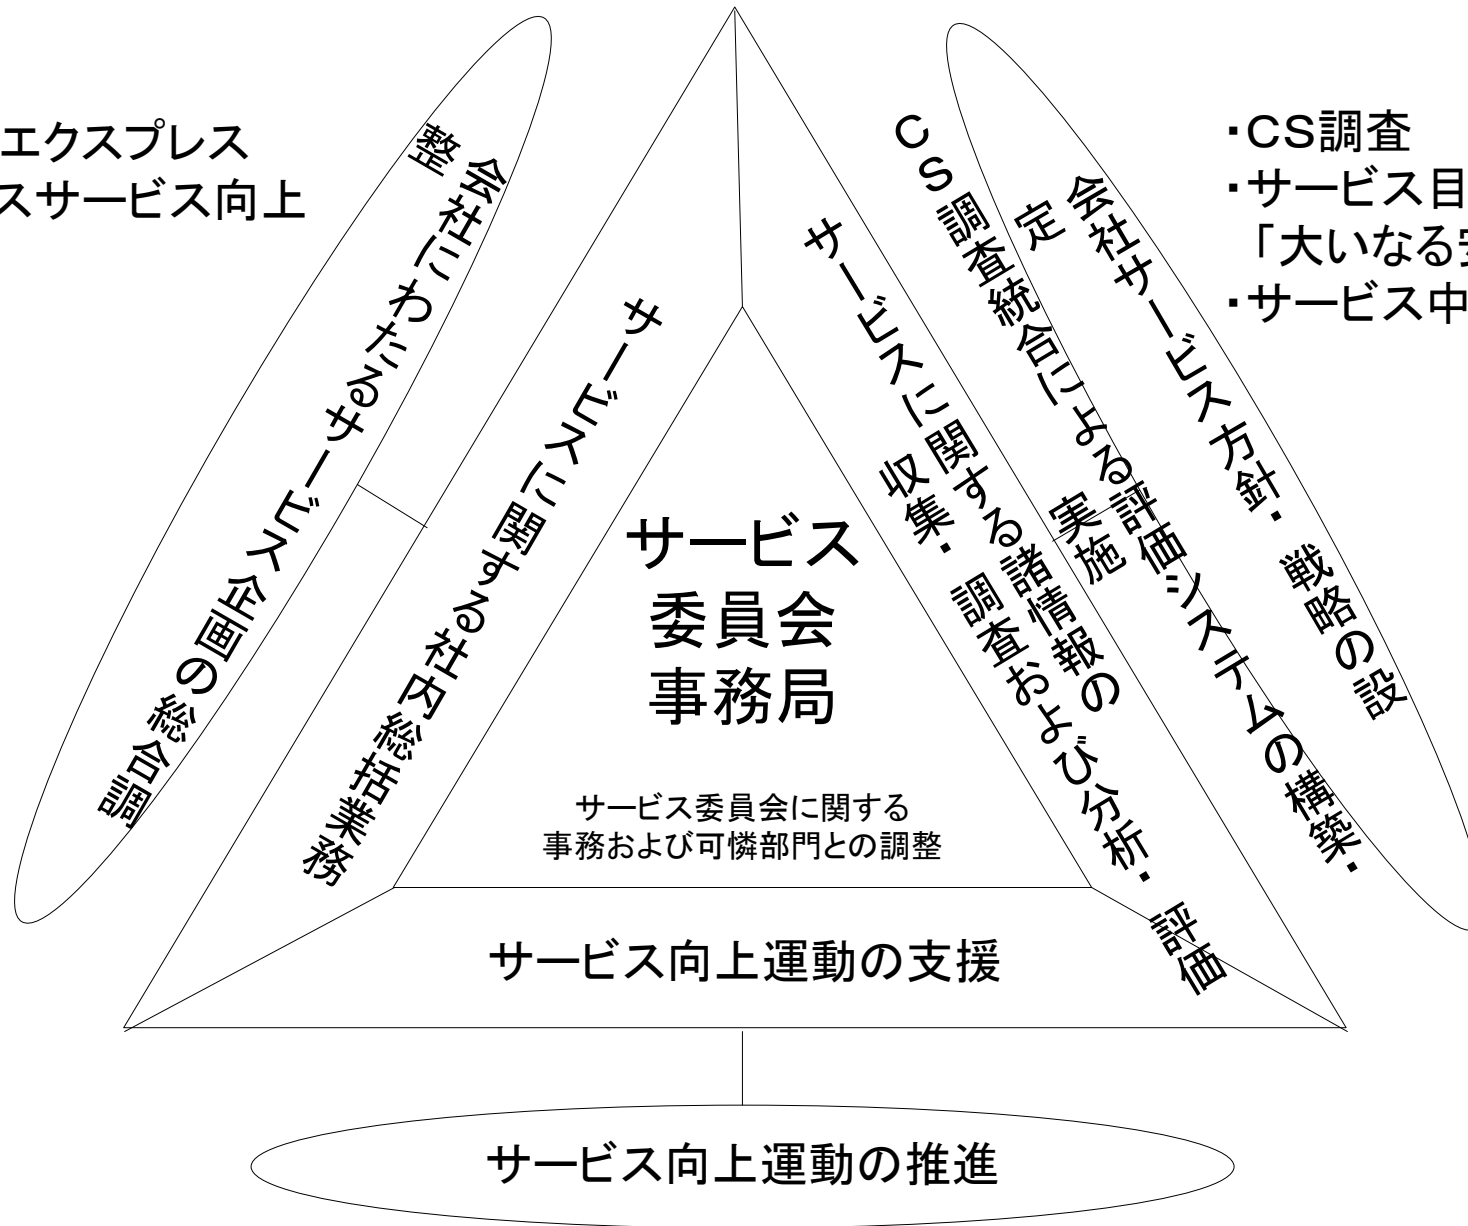 エクスプレス
スサービス向上
会社にわたるサービス企画の総合調
整
サービスに関する社内総括業務
サービス
委員会
事務局
サービス委員会に関する
事務および可憐部門との調整
サービスに関する諸情報の
収集・調査および分析・評価
CS調査統合による評価システムの構築・
実施
会社サービス方針・戦略の設
定
・CS調査
・サービス目
「大いなる
・サービス中
サービス向上運動の支援
サービス向上運動の推進